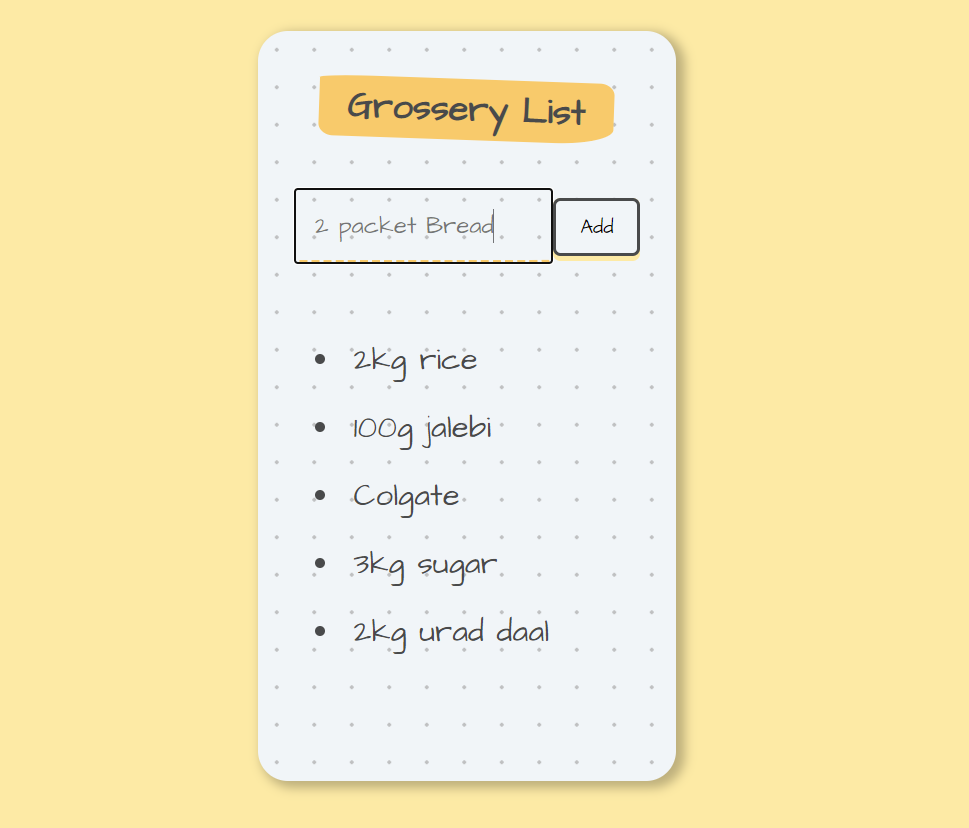 Grossery List
2 packet Bread
Add
2kg rice
100g jalebi
Colgate
3kg sugar
2kg urad daal